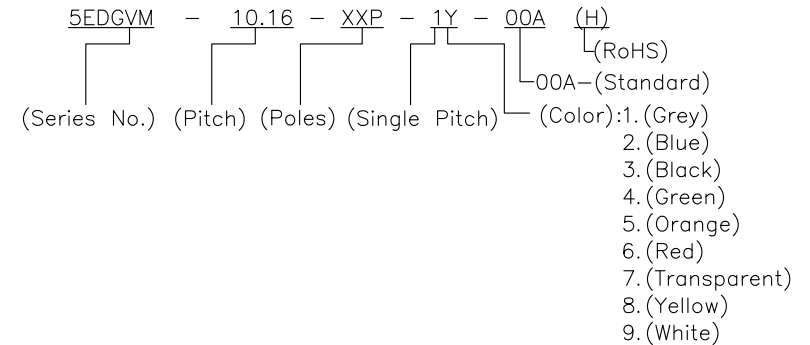 5EDGVM - 10.16 - XXP - 1Y - 00A (H)
(RoHS)
00A-(Standard)
(Series No.) (Pitch) (Poles) (Single Pitch) (Color):1.(Grey)
2.(Blue)
3.(Black)
4.(Green)
5.(Orange)
6.(Red)
7.(Transparent)
8.(Yellow)
9.(White)